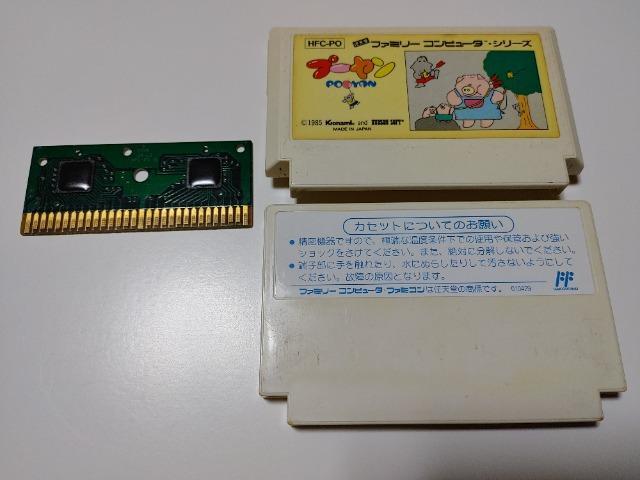 HFC-PO
ファミリー コンピュータ・シリーズ
プーヤン
POOYAN
©1985 Konami and HUDSON SOFT
MADE IN JAPAN
カセットについてのお願い
●精密機器ですので、極端な温度条件下での使用や保管および強い
ショックをさけてください。また、絶対に分解しないでください。
●端子部に手を触れたり、水にぬらしたりして汚さないようにして
ください。故障の原因となります。
ファミリー コンピュータ・ファミコンは任天堂の商標です。